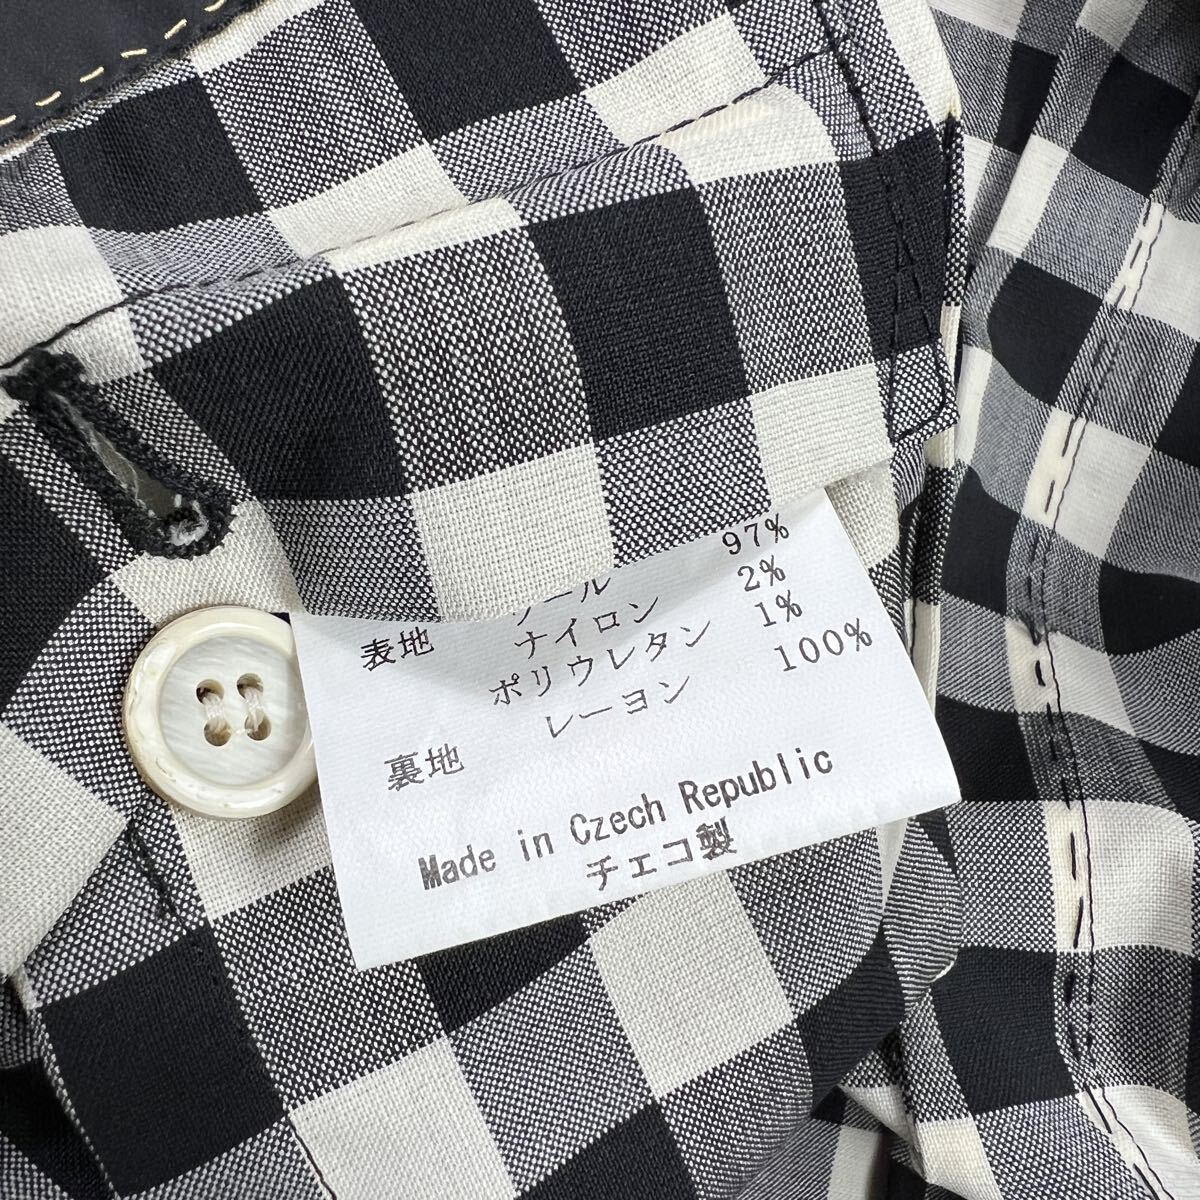 表地 ウール 97%
ナイロン 2%
ポリウレタン 1%
裏地 レーヨン 100%
Made in Czech Republic
チェコ製